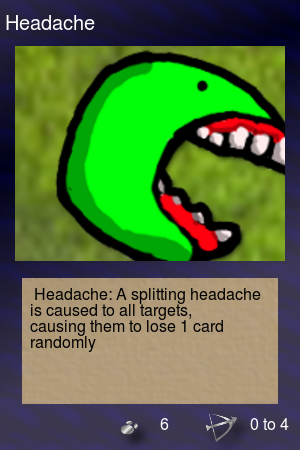 Headache
Headache: A splitting headache
is caused to all targets,
causing them to lose 1 card
randomly
6 0 to 4